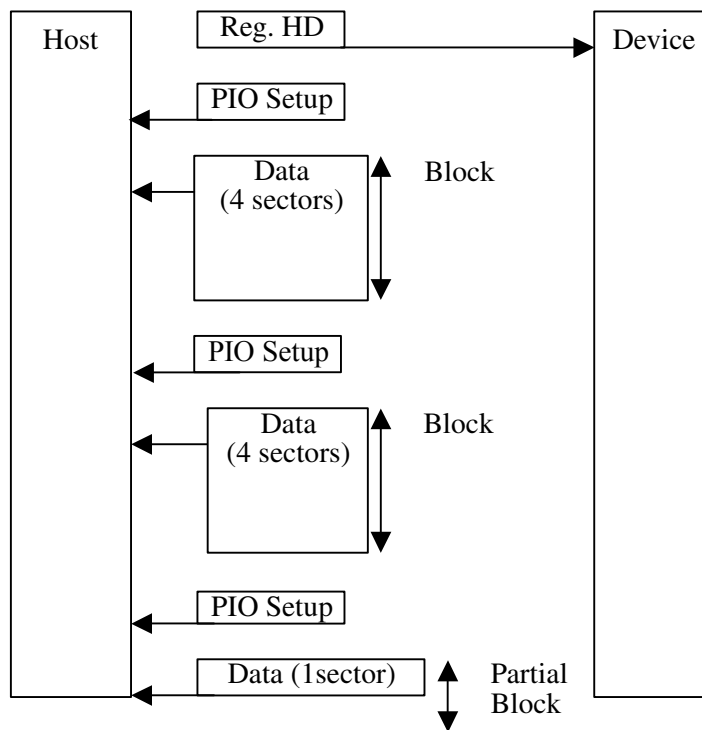 Host
Reg. HD
Device
PIO Setup
Data
(4 sectors)
Block
PIO Setup
Data
(4 sectors)
Block
PIO Setup
Data (1sector)
Partial
Block